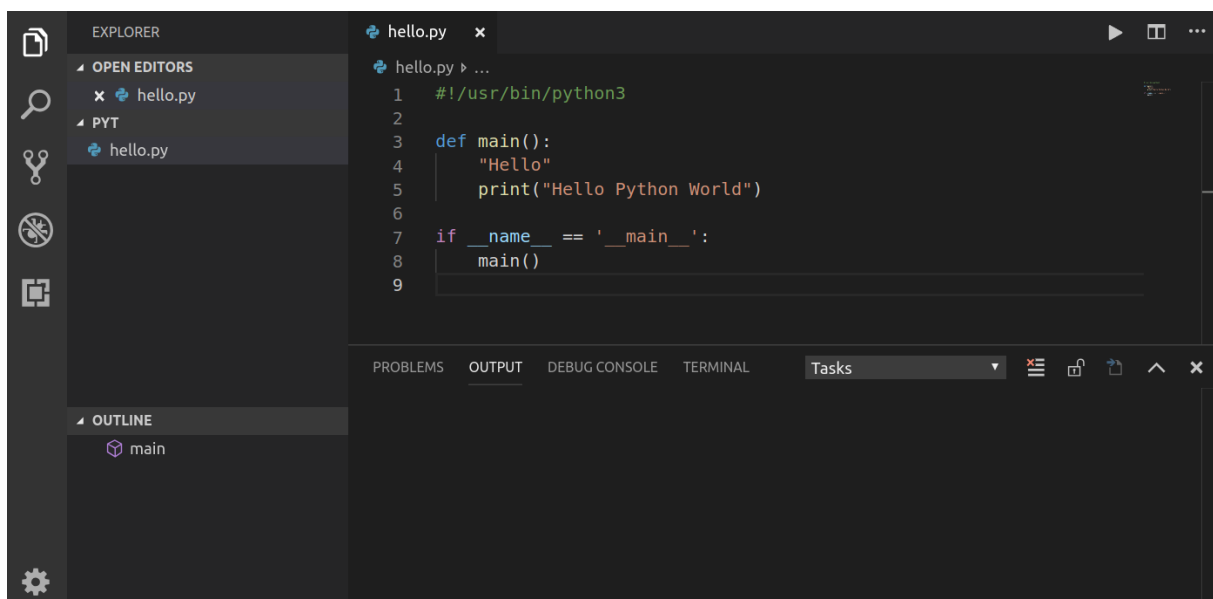 EXPLORER
OPEN EDITORS
hello.py
PYT
hello.py
OUTLINE
main
hello.py
hello.py ...
1 #!/usr/bin/python3
2
3 def main():
4     "Hello"
5     print("Hello Python World")
6
7 if __name__ == '__main__':
8     main()
9
PROBLEMS OUTPUT DEBUG CONSOLE TERMINAL Tasks